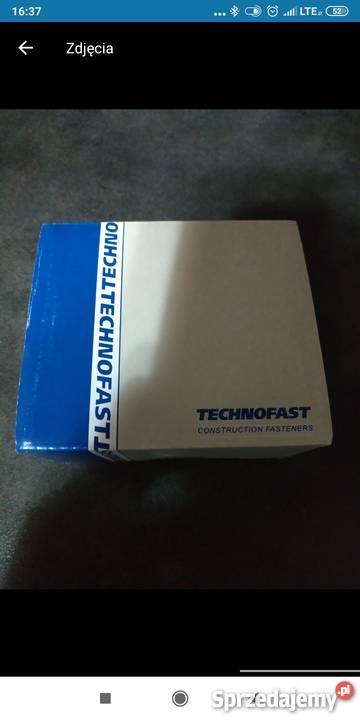 16:37
LTE
52
Zdjęcia
TECHNOFAST
TECHNOFAST
CONSTRUCTION FASTENERS
Sprzedajemy
.pl